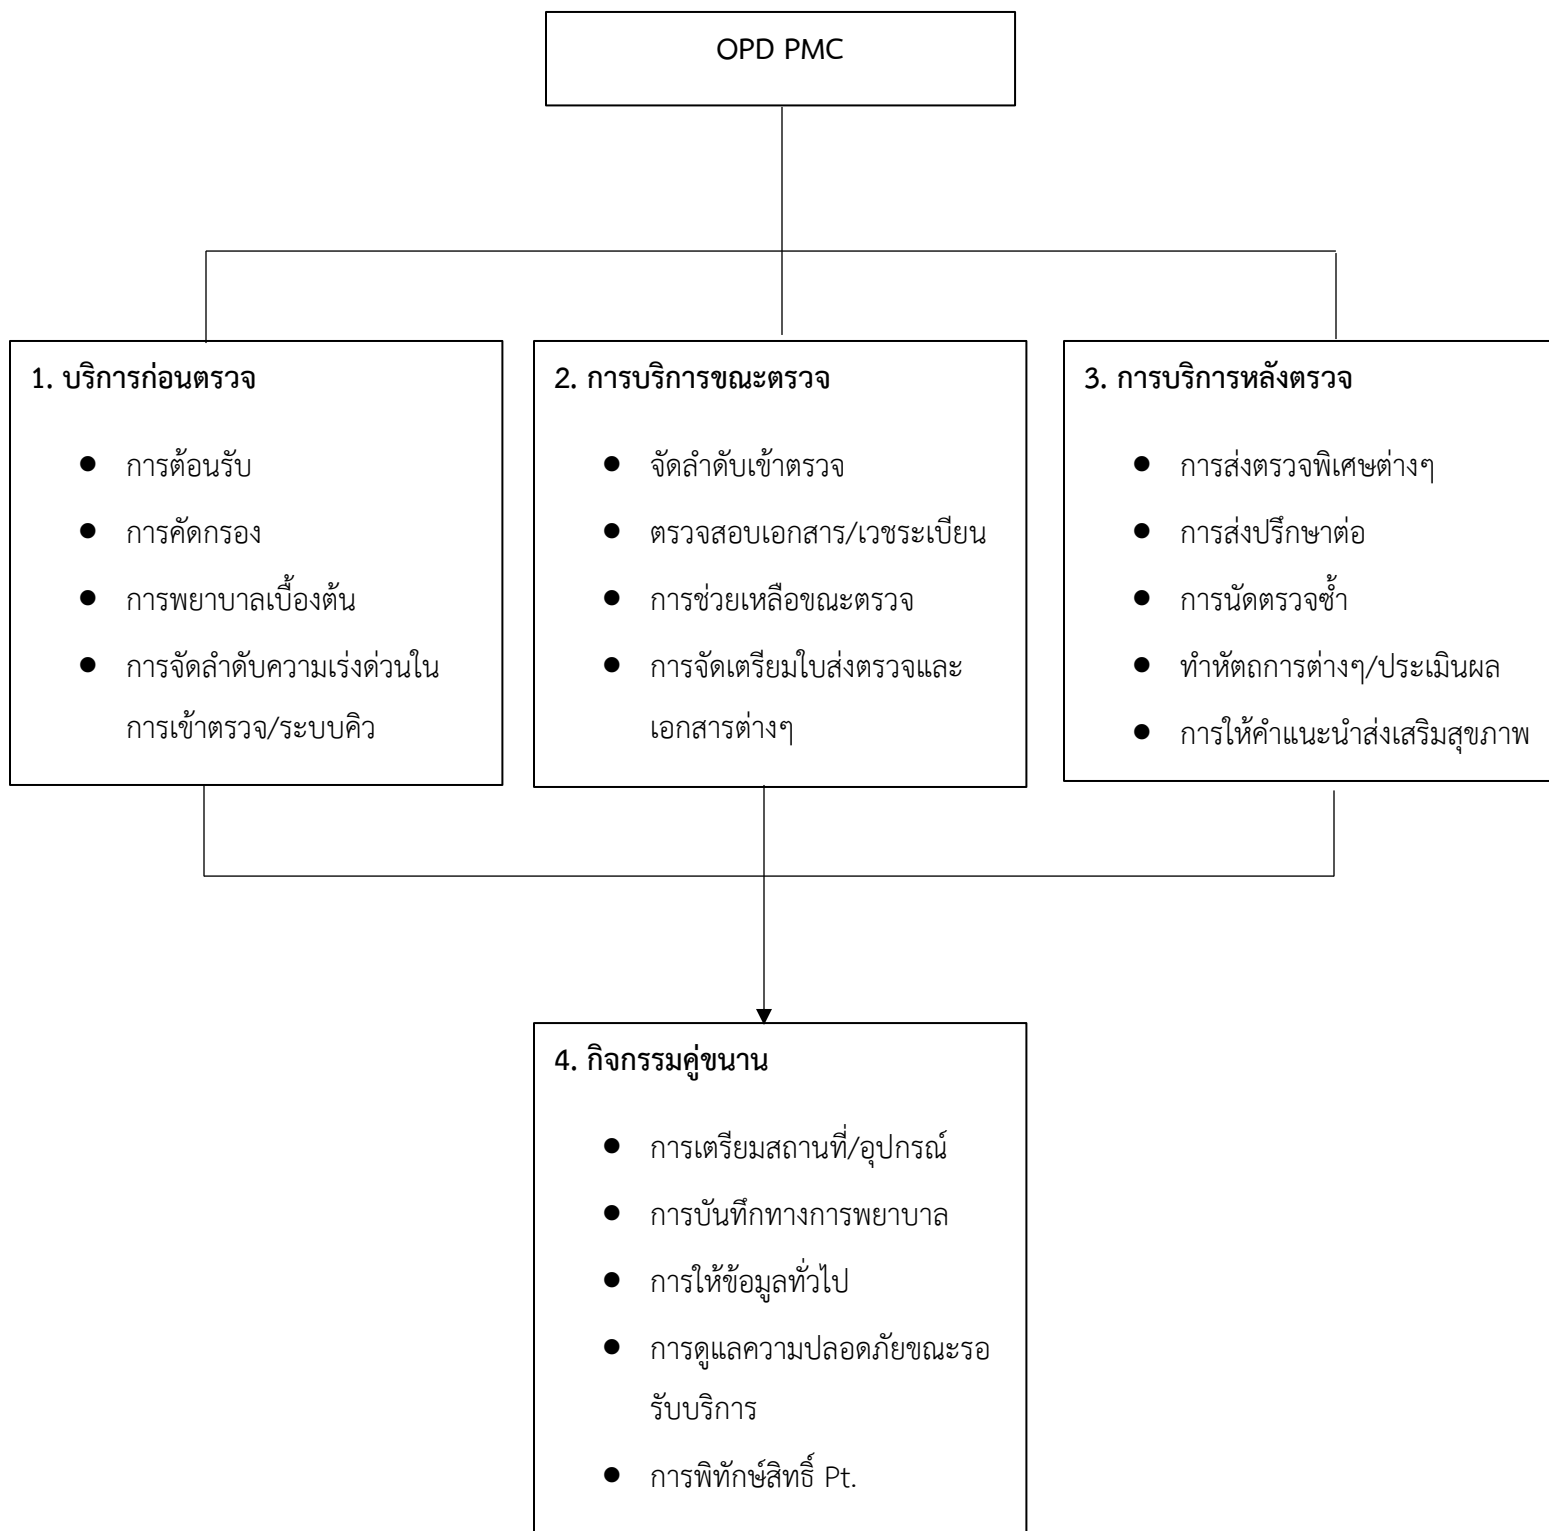 OPD PMC
1. บริการก่อนตรวจ
● การต้อนรับ
● การคัดกรอง
● การพยาบาลเบื้องต้น
● การจัดลำดับความเร่งด่วนใน
การเข้าตรวจ/ระบบคิว
2. การบริการขณะตรวจ
● จัดลำดับเข้าตรวจ
● ตรวจสอบเอกสาร/เวชระเบียน
● การช่วยเหลือขณะตรวจ
● การจัดเตรียมใบส่งตรวจและ
เอกสารต่างๆ
3. การบริการหลังตรวจ
● การส่งตรวจพิเศษต่างๆ
● การส่งปรึกษาต่อ
● การนัดตรวจซ้ำ
● ทำหัตถการต่างๆ/ประเมินผล
● การให้คำแนะนำส่งเสริมสุขภาพ
4. กิจกรรมคู่ขนาน
● การเตรียมสถานที่/อุปกรณ์
● การบันทึกทางการพยาบาล
● การให้ข้อมูลทั่วไป
● การดูแลความปลอดภัยขณะรอ
รับบริการ
● การพิทักษ์สิทธิ์ Pt.